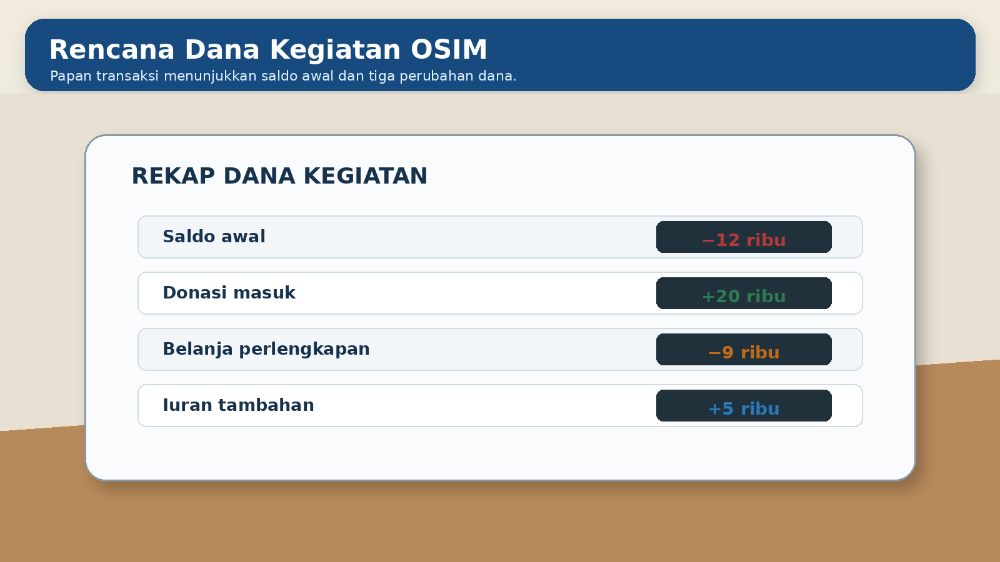 Rencana Dana Kegiatan OSIM
Papan transaksi menunjukkan saldo awal dan tiga perubahan dana.
REKAP DANA KEGIATAN
Saldo awal −12 ribu
Donasi masuk +20 ribu
Belanja perlengkapan −9 ribu
Iuran tambahan +5 ribu